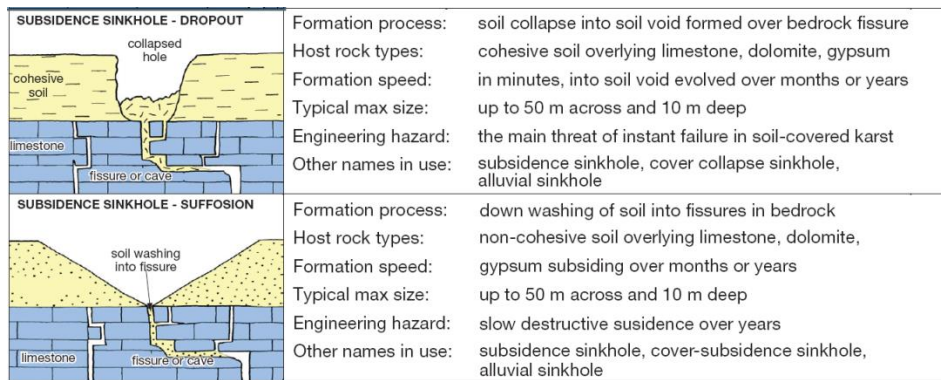 SUBSIDENCE SINKHOLE - DROPOUT
collapsed
hole
cohesive
soil
limestone
fissure or cave
Formation process: soil collapse into soil void formed over bedrock fissure
Host rock types: cohesive soil overlying limestone, dolomite, gypsum
Formation speed: in minutes, into soil void evolved over months or years
Typical max size: up to 50 m across and 10 m deep
Engineering hazard: the main threat of instant failure in soil-covered karst
Other names in use: subsidence sinkhole, cover collapse sinkhole,
alluvial sinkhole
SUBSIDENCE SINKHOLE - SUFFOSION
soil washing
into fissure
limestone
fissure or cave
Formation process: down washing of soil into fissures in bedrock
Host rock types: non-cohesive soil overlying limestone, dolomite,
Formation speed: gypsum subsiding over months or years
Typical max size: up to 50 m across and 10 m deep
Engineering hazard: slow destructive susidence over years
Other names in use: subsidence sinkhole, cover-subsidence sinkhole,
alluvial sinkhole